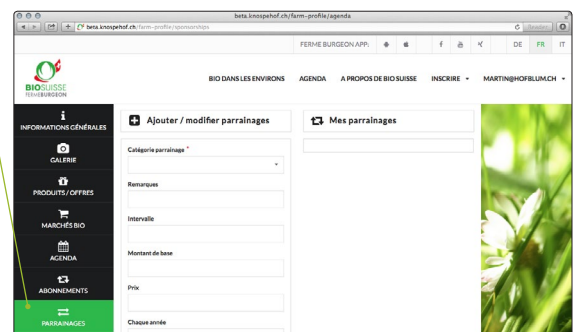 beta.knospehof.ch/farm-profile/agenda
beta.knospehof.ch/farm-profile/sponsorships
Reader
FERME BURGEON APP:
DE FR IT
BIOSUISSE
FERMEBURGEON
BIO DANS LES ENVIRONS AGENDA A PROPOS DE BIO SUISSE INSCRIRE MARTIN@HOFBLUM.CH
INFORMATIONS GÉNÉRALES
GALERIE
PRODUITS / OFFRES
MARCHÉS BIO
AGENDA
ABONNEMENTS
PARRAINAGES
Ajouter / modifier parrainages
Catégorie parrainage *
Remarques
Intervalle
Montant de base
Prix
Chaque année
Mes parrainages